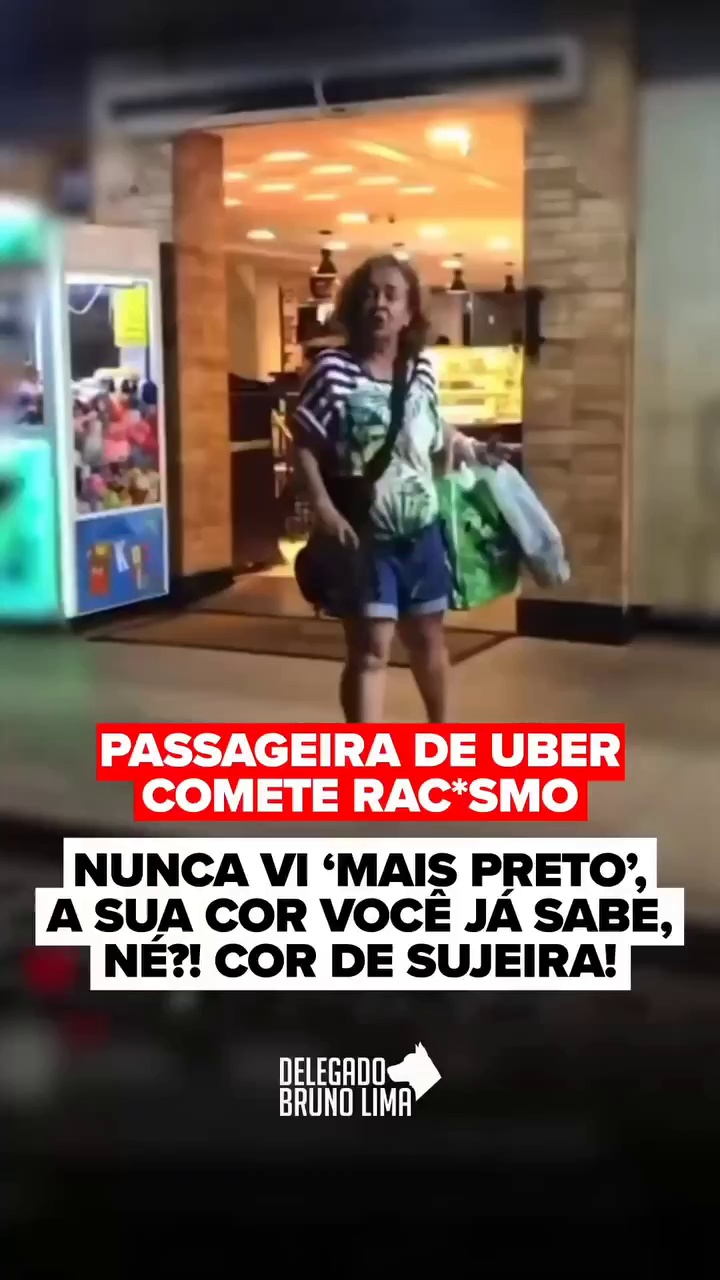 PASSAGEIRA DE UBER
COMETE RAC*SMO
NUNCA VI ‘MAIS PRETO’,
A SUA COR VOCÊ JÁ SABE,
NÉ?! COR DE SUJEIRA!
DELEGADO
BRUNO LIMA